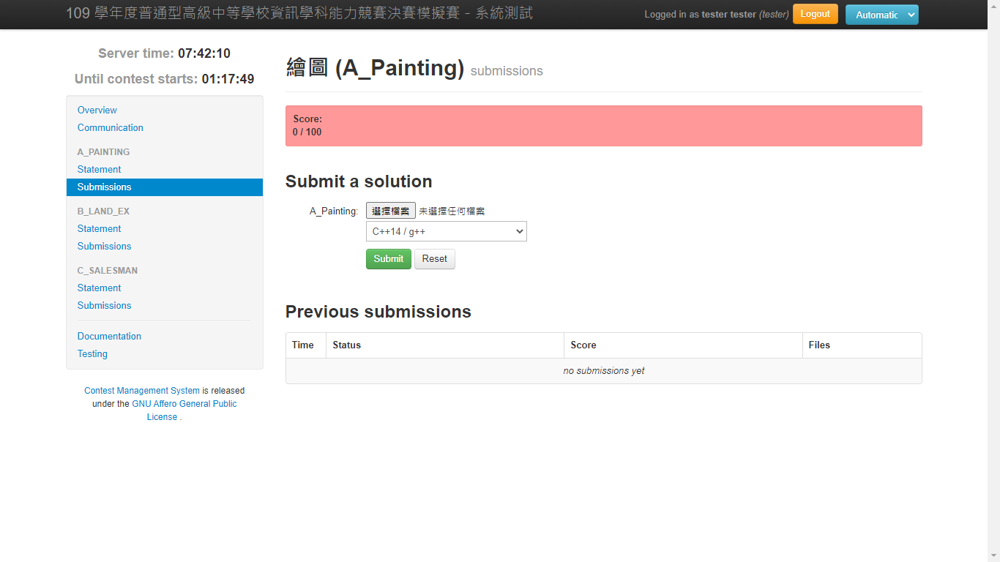 109 學年度普通型高級中等學校資訊學科能力競賽決賽模擬賽 - 系統測試
Logged in as tester tester (tester) Logout Automatic
Server time: 07:42:10
Until contest starts: 01:17:49
Overview
Communication
A_PAINTING
Statement
Submissions
B_LAND_EX
Statement
Submissions
C_SALESMAN
Statement
Submissions
Documentation
Testing
Contest Management System is released
under the GNU Affero General Public
License .
繪圖 (A_Painting) submissions
Score:
0 / 100
Submit a solution
A_Painting: 選擇檔案 未選擇任何檔案
C++14 / g++
Submit Reset
Previous submissions
Time Status Score Files
no submissions yet